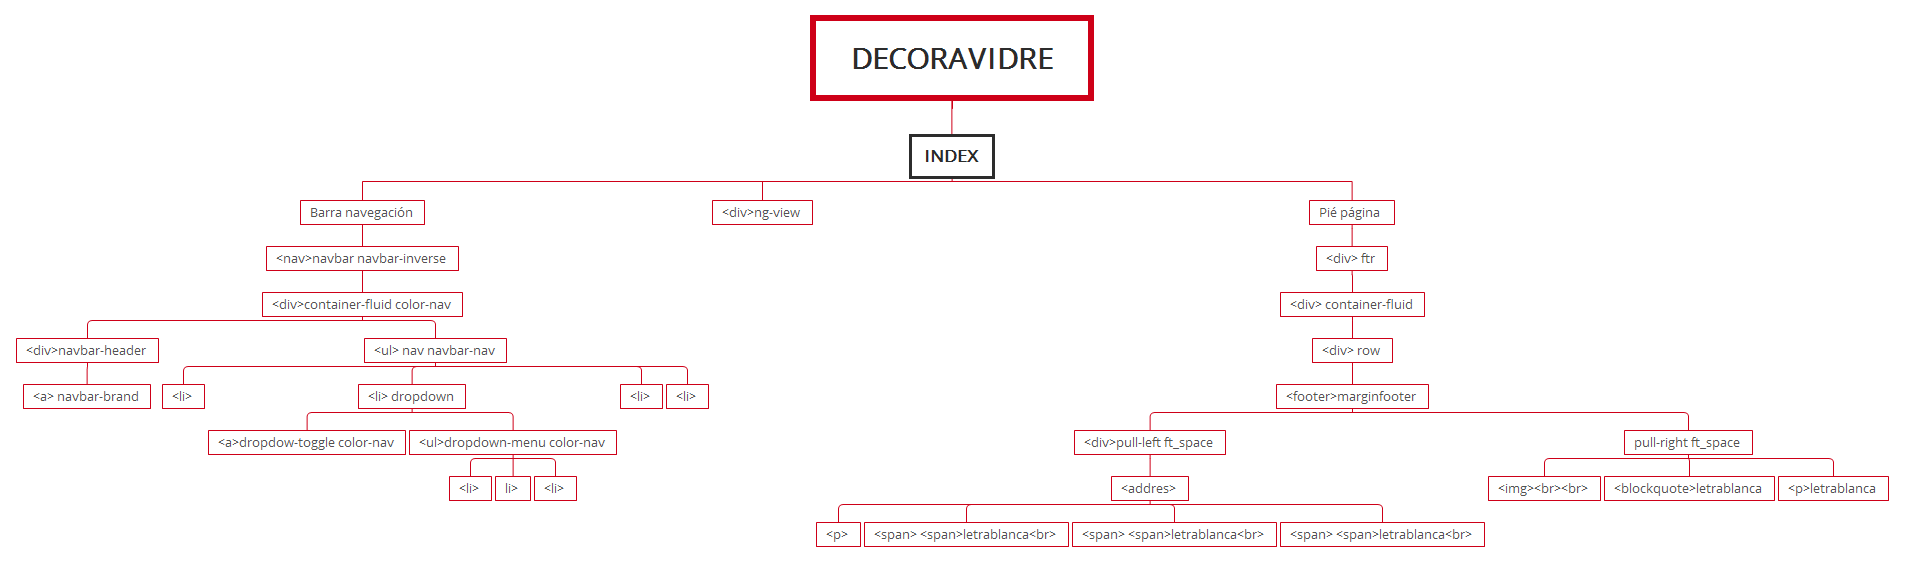 DECORAVIDRE
INDEX
Barra navegación
<div>ng-view
Pié página
<nav>navbar navbar-inverse
<div> ftr
<div>container-fluid color-nav
<div> container-fluid
<div>navbar-header
<ul> nav navbar-nav
<div> row
<a> navbar-brand
<li>
<li> dropdown
<li>
<li>
<footer>marginfooter
<a>dropdow-toggle color-nav
<ul>dropdown-menu color-nav
<div>pull-left ft_space
pull-right ft_space
<li>
li>
<li>
<addres>
<img><br><br>
<blockquote>letrablanca
<p>letrablanca
<p>
<span> <span>letrablanca<br>
<span> <span>letrablanca<br>
<span> <span>letrablanca<br>